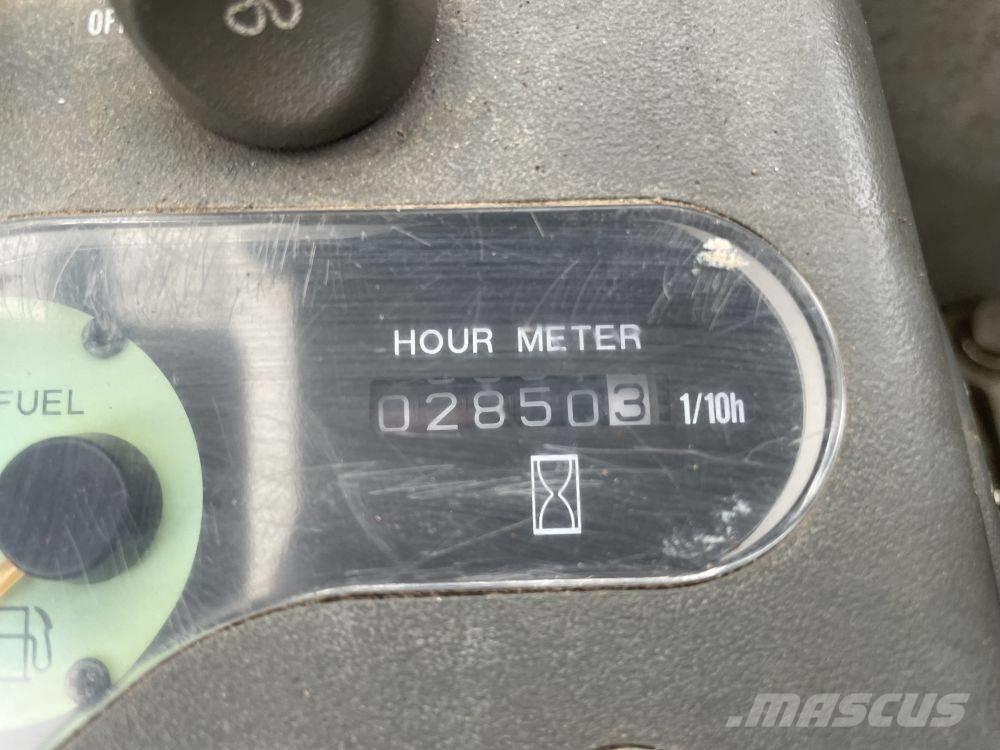 HOUR METER
FUEL
028503 1/10h
MASCUS